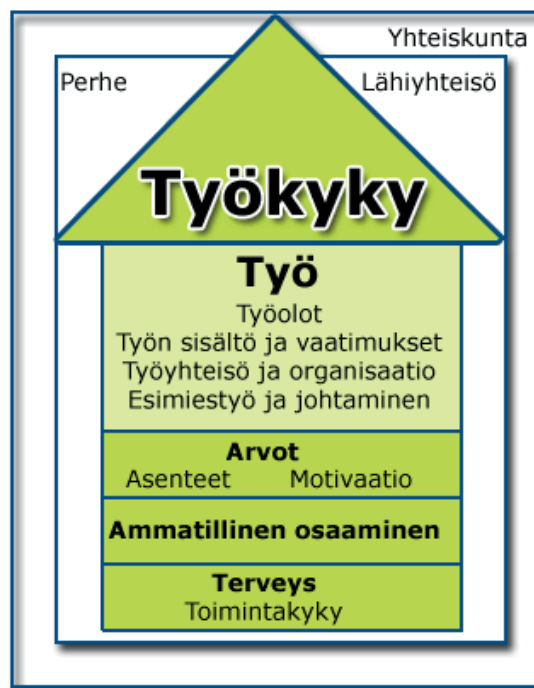 Yhteiskunta
Perhe Lähiyhteisö
Työkyky
Työ
Työolot
Työn sisältö ja vaatimukset
Työyhteisö ja organisaatio
Esimiestyö ja johtaminen
Arvot
Asenteet Motivaatio
Ammatillinen osaaminen
Terveys
Toimintakyky